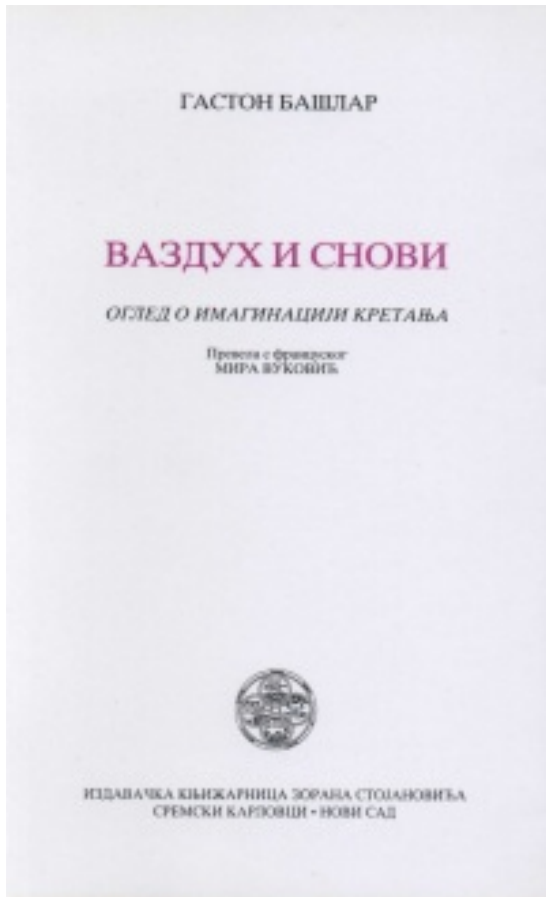 ГАСТОН БАШЛАР
ВАЗДУХ И СНОВИ
ОГЛЕД О ИМАГИНАЦИЈИ КРЕТАЊА
Превела с француског
МИРА ВУКОВИЋ
ИЗДАВАЧКА КЊИЖАРНИЦА ЗОРАНА СТОЈАНОВИЋА
СРЕМСКИ КАРЛОВЦИ • НОВИ САД